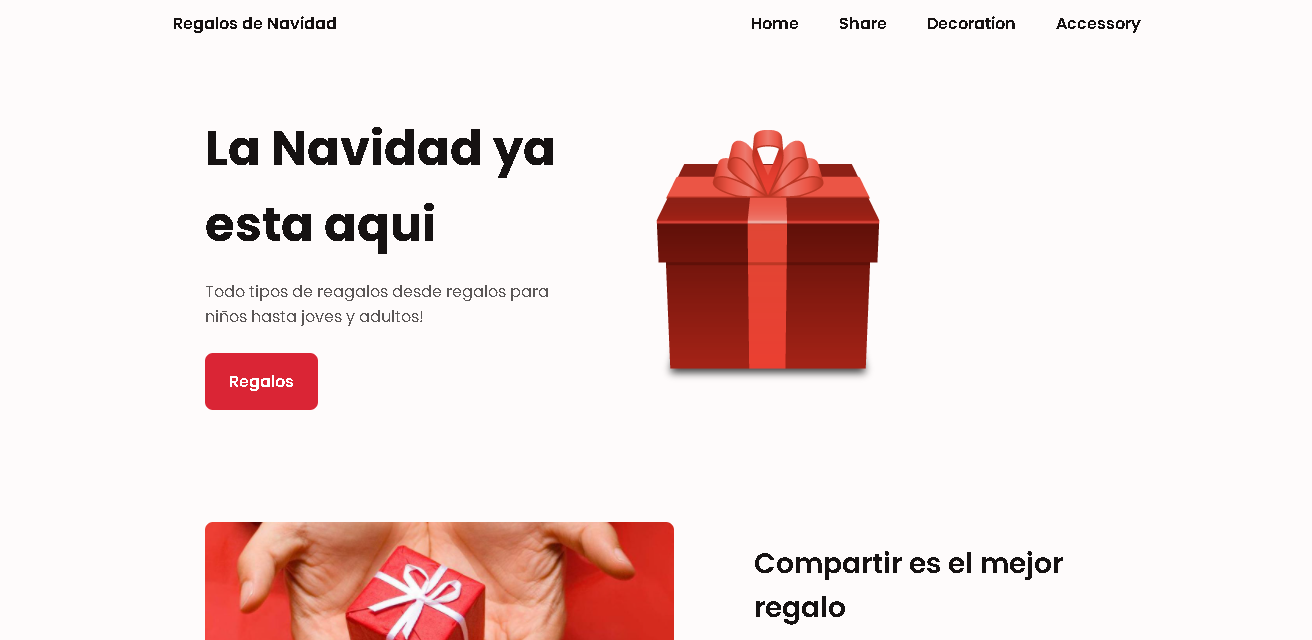 Regalos de Navidad
Home Share Decoration Accessory
La Navidad ya
esta aqui
Todo tipos de reagalos desde regalos para
niños hasta joves y adultos!
Regalos
Compartir es el mejor
regalo